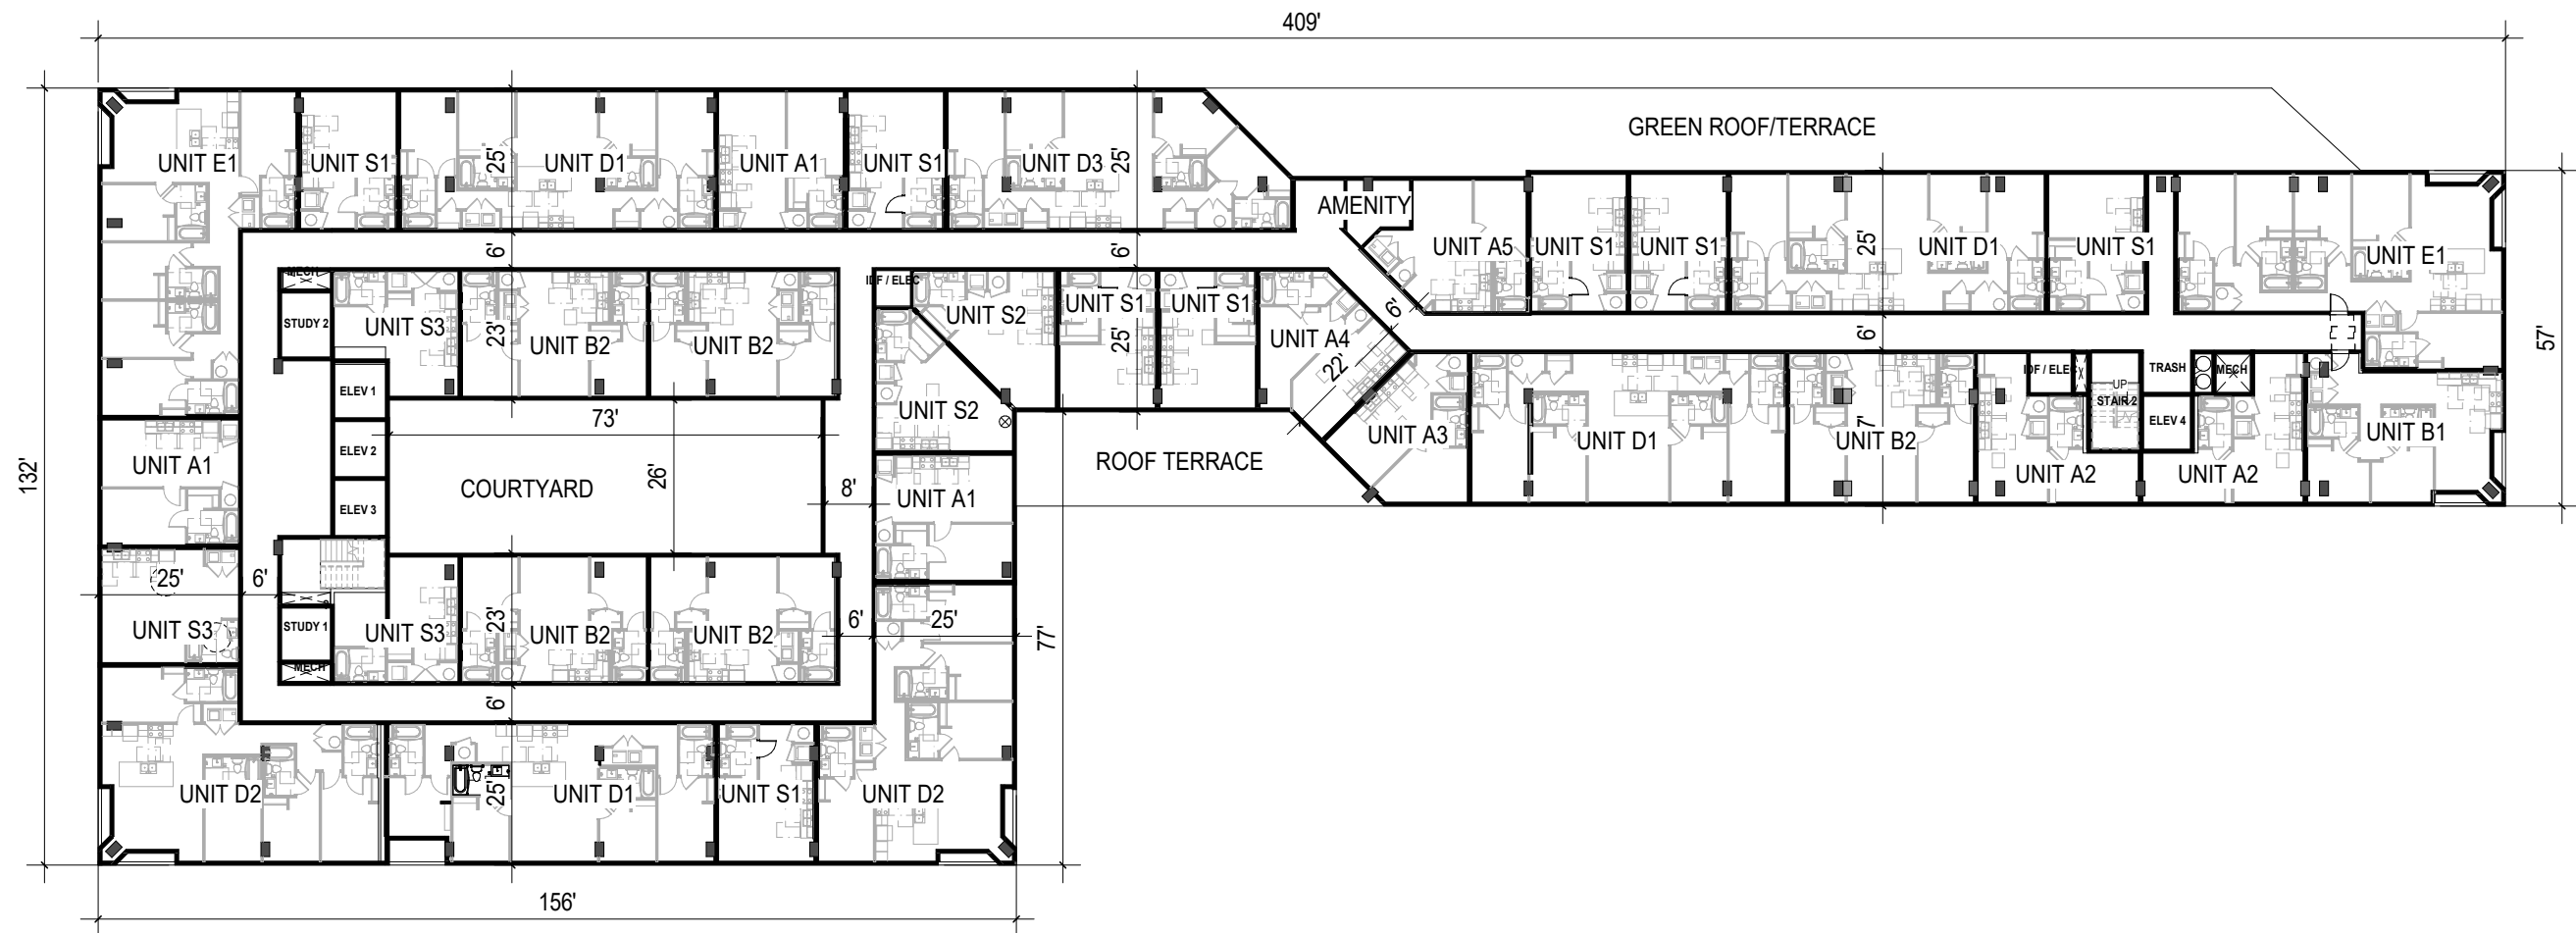 409'
GREEN ROOF/TERRACE
UNIT E1
UNIT S1
25'
UNIT D1
UNIT A1
UNIT S1
UNIT D3
25'
AMENITY
6'
6'
UNIT A5
UNIT S1
UNIT S1
25'
UNIT D1
UNIT S1
UNIT E1
MECH
STUDY 2
UNIT S3
23'
UNIT B2
UNIT B2
IDF / ELEC
UNIT S2
UNIT S1
UNIT S1
25'
UNIT A4
6'
22'
6'
57'
ELEV 1
73'
UNIT S2
UNIT A3
UNIT D1
UNIT B2
IDF / ELEC
UP
STAIR 2
TRASH
MECH
ELEV 4
UNIT B1
132'
UNIT A1
ELEV 2
COURTYARD
26'
8'
ROOF TERRACE
UNIT A2
UNIT A2
ELEV 3
UNIT A1
25'
6'
UNIT S3
STUDY 1
UNIT S3
23'
UNIT B2
UNIT B2
6'
25'
77'
MECH
6'
UNIT D2
25'
UNIT D1
UNIT S1
UNIT D2
156'